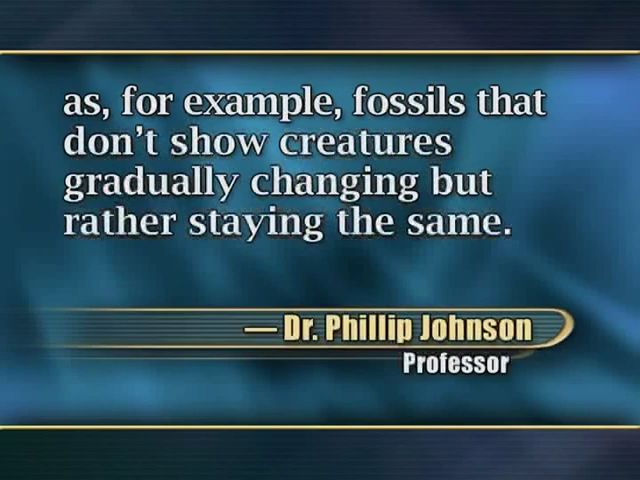 as, for example, fossils that
don't show creatures
gradually changing but
rather staying the same.
— Dr. Phillip Johnson
Professor